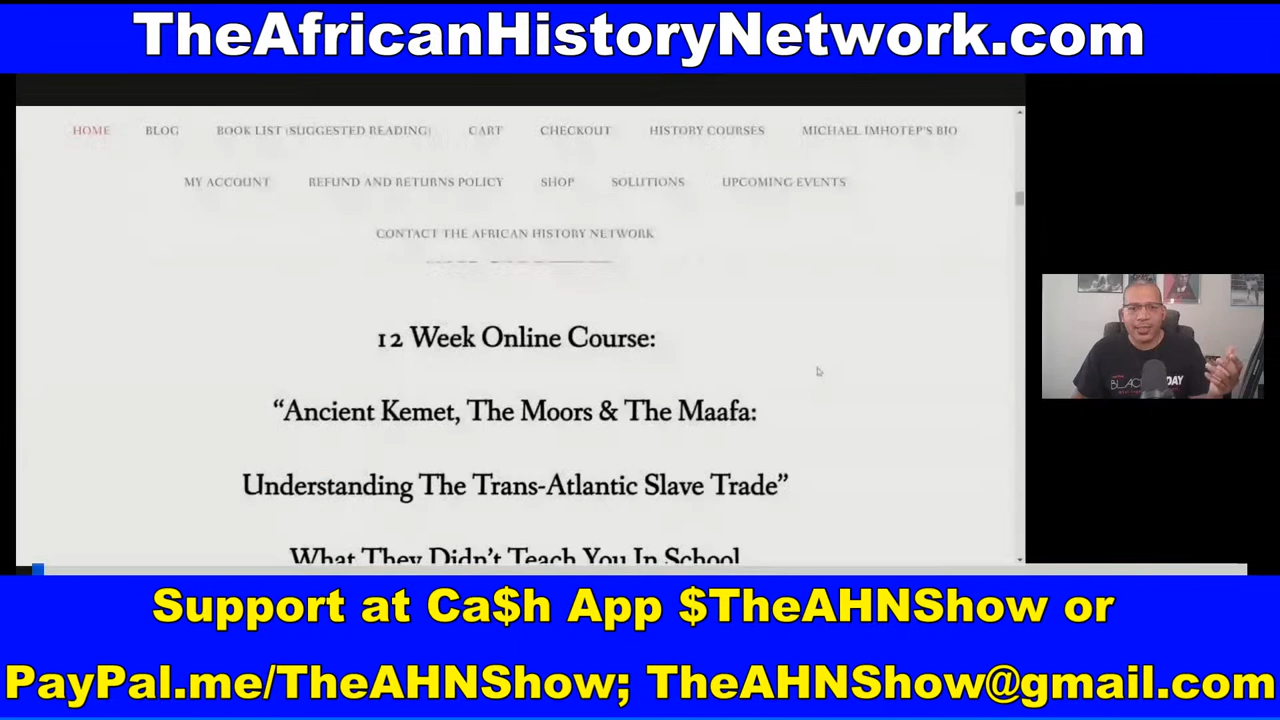 TheAfricanHistoryNetwork.com
HOME BLOG BOOK LIST (SUGGESTED READING) CART CHECKOUT HISTORY COURSES MICHAEL IMHOTEP'S BIO
MY ACCOUNT REFUND AND RETURNS POLICY SHOP SOLUTIONS UPCOMING EVENTS
CONTACT THE AFRICAN HISTORY NETWORK
12 Week Online Course:
“Ancient Kemet, The Moors & The Maafa:
Understanding The Trans-Atlantic Slave Trade”
What They Didn't Teach You In School
Support at Ca$h App $TheAHNShow or
PayPal.me/TheAHNShow; TheAHNShow@gmail.com